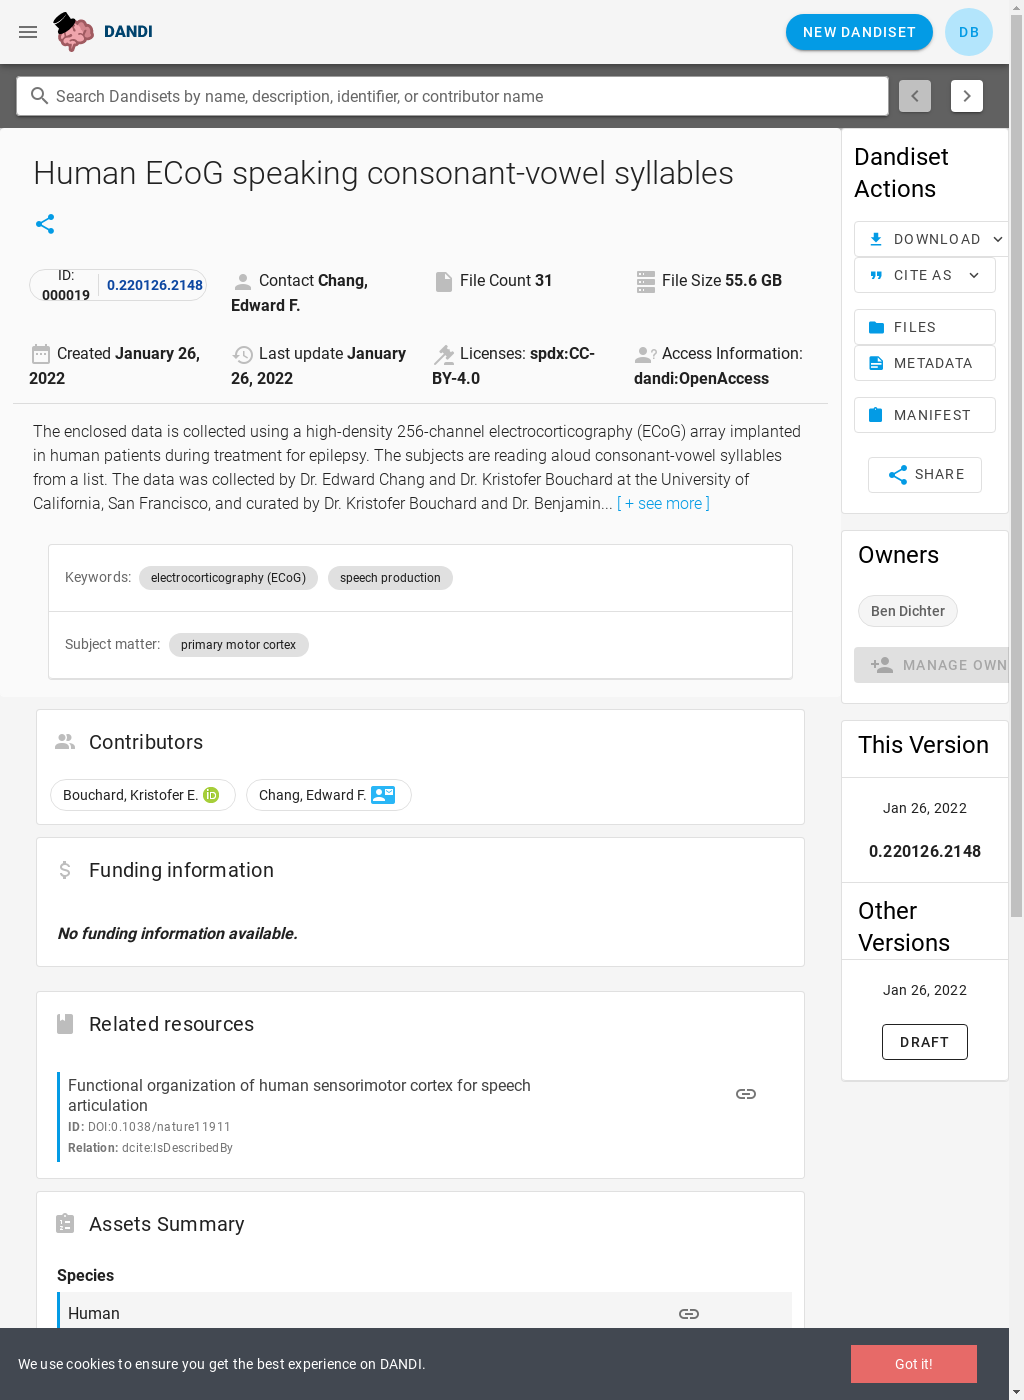 DANDI
NEW DANDISET
DB
Search Dandisets by name, description, identifier, or contributor name
Human ECoG speaking consonant-vowel syllables
ID:
000019
0.220126.2148
Contact Chang,
Edward F.
File Count 31
File Size 55.6 GB
Created January 26,
2022
Last update January
26, 2022
Licenses: spdx:CC-
BY-4.0
Access Information:
dandi:OpenAccess
The enclosed data is collected using a high-density 256-channel electrocorticography (ECoG) array implanted
in human patients during treatment for epilepsy. The subjects are reading aloud consonant-vowel syllables
from a list. The data was collected by Dr. Edward Chang and Dr. Kristofer Bouchard at the University of
California, San Francisco, and curated by Dr. Kristofer Bouchard and Dr. Benjamin... [ + see more ]
Keywords: electrocorticography (ECoG) speech production
Subject matter: primary motor cortex
Contributors
Bouchard, Kristofer E. iD
Chang, Edward F.
Funding information
No funding information available.
Related resources
Functional organization of human sensorimotor cortex for speech
articulation
ID: DOI:0.1038/nature11911
Relation: dcite:IsDescribedBy
Assets Summary
Species
Human
Dandiset
Actions
DOWNLOAD
CITE AS
FILES
METADATA
MANIFEST
SHARE
Owners
Ben Dichter
MANAGE OWN
This Version
Jan 26, 2022
0.220126.2148
Other
Versions
Jan 26, 2022
DRAFT
We use cookies to ensure you get the best experience on DANDI.
Got it!